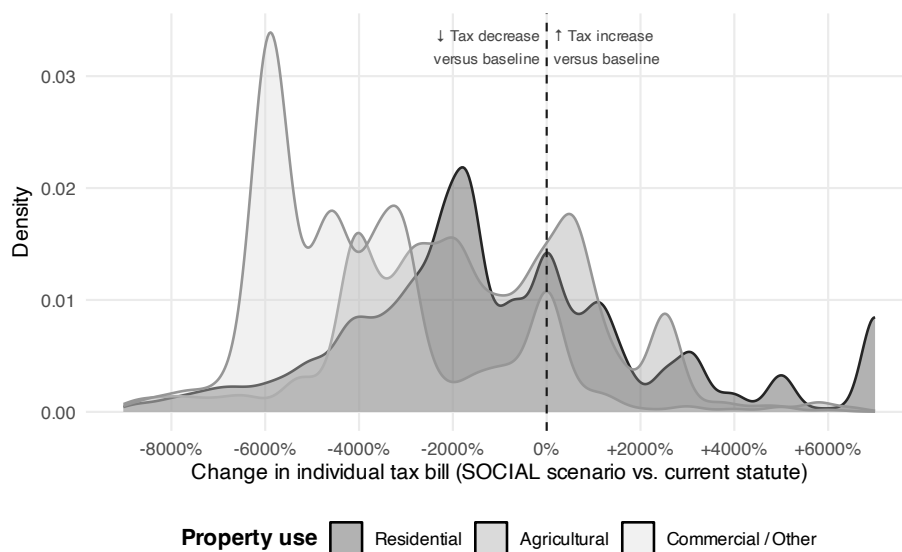 ↓ Tax decrease
versus baseline
↑ Tax increase
versus baseline
0.03
0.02
0.01
0.00
Density
-8000% -6000% -4000% -2000% 0% +2000% +4000% +6000%
Change in individual tax bill (SOCIAL scenario vs. current statute)
Property use Residential Agricultural Commercial / Other